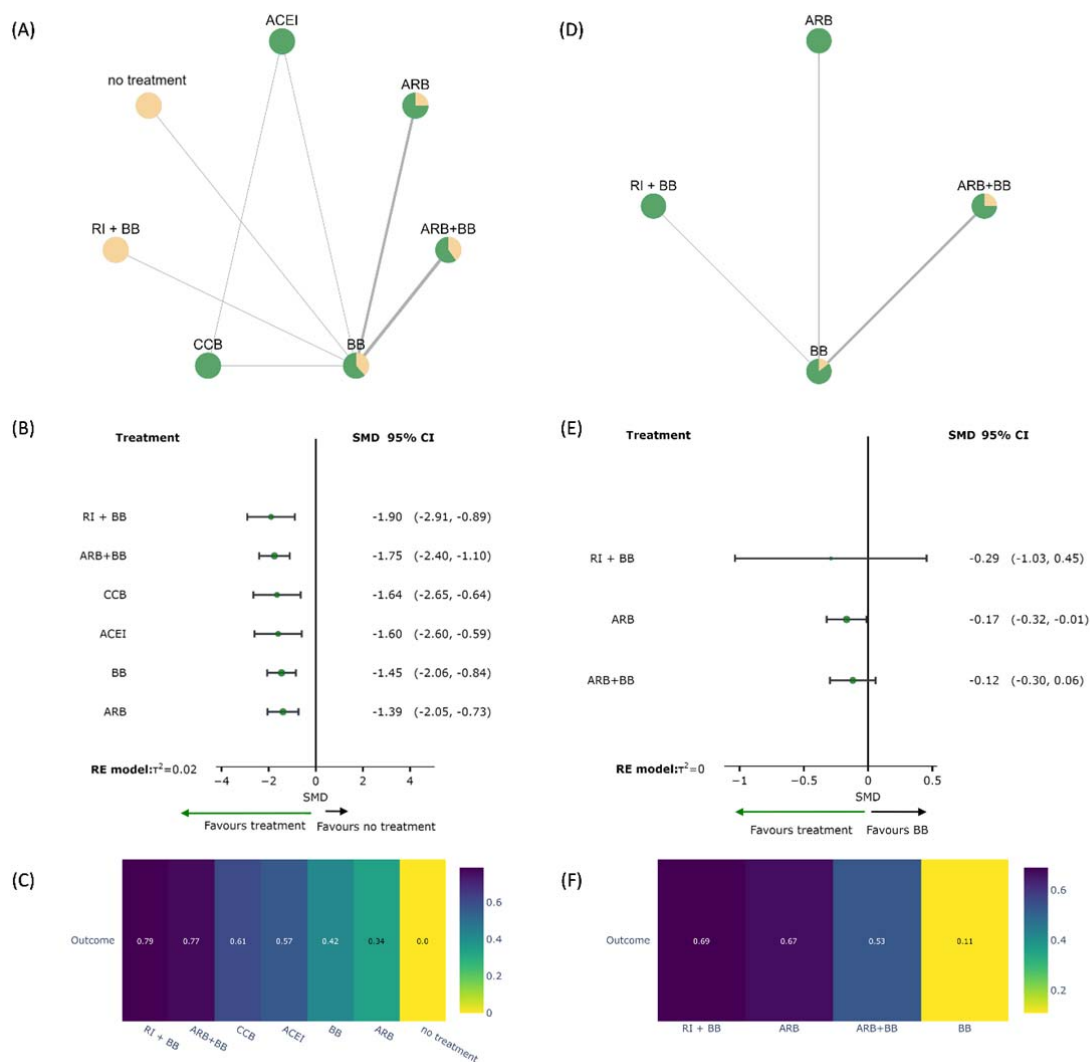 (A)
ACEI
no treatment
ARB
RI + BB
ARB+BB
CCB
BB
(D)
ARB
RI + BB
ARB+BB
BB
(B)
Treatment SMD 95% CI
RI + BB -1.90 (-2.91, -0.89)
ARB+BB -1.75 (-2.40, -1.10)
CCB -1.64 (-2.65, -0.64)
ACEI -1.60 (-2.60, -0.59)
BB -1.45 (-2.06, -0.84)
ARB -1.39 (-2.05, -0.73)
RE model:τ²=0.02
−4 −2 0 2 4
SMD
Favours treatment Favours no treatment
(E)
Treatment SMD 95% CI
RI + BB -0.29 (-1.03, 0.45)
ARB -0.17 (-0.32, -0.01)
ARB+BB -0.12 (-0.30, 0.06)
RE model:τ²=0
−1 −0.5 0 0.5
SMD
Favours treatment Favours BB
(C)
Outcome 0.79 0.77 0.61 0.57 0.42 0.34 0.0
0.6
0.4
0.2
0
RI + BB ARB+BB CCB ACEI BB ARB no treatment
(F)
Outcome 0.69 0.67 0.53 0.11
0.6
0.4
0.2
RI + BB ARB ARB+BB BB